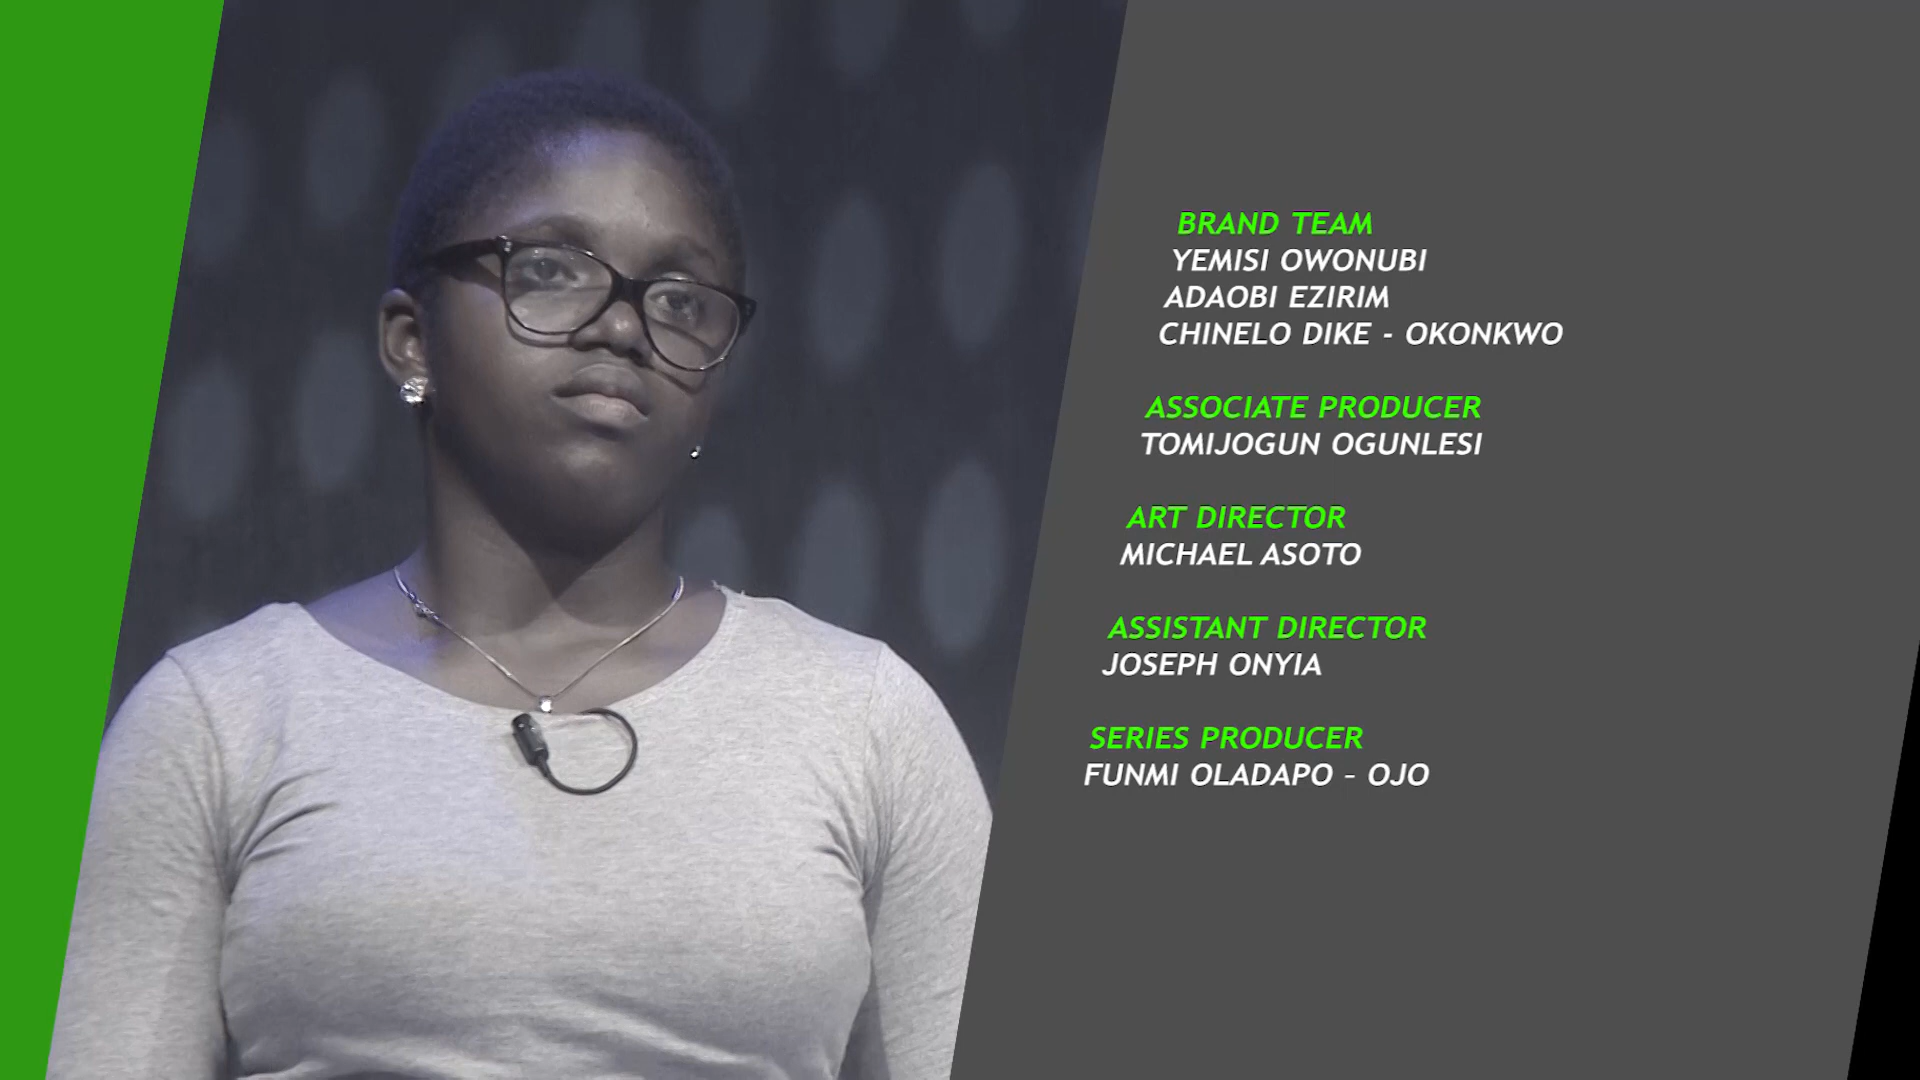 BRAND TEAM
YEMISI OWONUBI
ADAOBI EZIRIM
CHINELO DIKE - OKONKWO
ASSOCIATE PRODUCER
TOMIJOGUN OGUNLESI
ART DIRECTOR
MICHAEL ASOTO
ASSISTANT DIRECTOR
JOSEPH ONYIA
SERIES PRODUCER
FUNMI OLADAPO - OJO